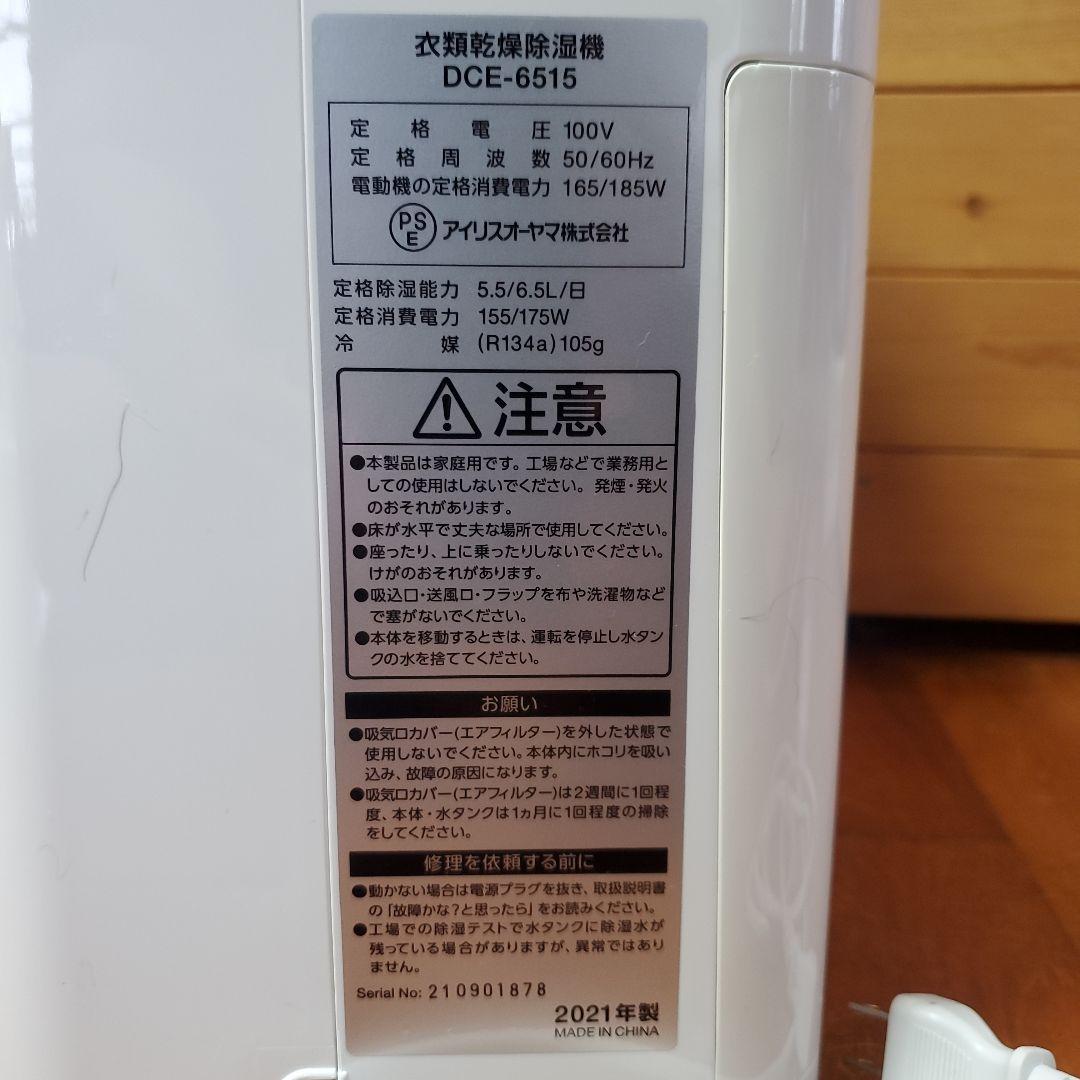 衣類乾燥除湿機
DCE-6515
定格電圧 100V
定格周波数 50/60Hz
電動機の定格消費電力 165/185W
PSE アイリスオーヤマ株式会社
定格除湿能力 5.5/6.5L/日
定格消費電力 155/175W
冷媒 (R134a)105g
注意
●本製品は家庭用です。工場などで業務用と
しての使用はしないでください。発煙・発火
のおそれがあります。
●床が水平で丈夫な場所で使用してください。
●座ったり、上に乗ったりしないでください。
けがのおそれがあります。
●吸込口・送風口・フラップを布や洗濯物など
で塞がないでください。
●本体を移動するときは、運転を停止し水タン
クの水を捨ててください。
お願い
●吸気口カバー(エアフィルター)を外した状態で
使用しないでください。本体内にホコリを吸い
込み、故障の原因になります。
●吸気口カバー(エアフィルター)は2週間に1回程
度、本体・水タンクは1ヵ月に1回程度の掃除
をしてください。
修理を依頼する前に
●動かない場合は電源プラグを抜き、取扱説明書
の「故障かな?と思ったら」をお読みください。
●工場での除湿テストで水タンクに除湿水が
残っている場合がありますが、異常ではあり
ません。
Serial No: 210901878
2021年製
MADE IN CHINA